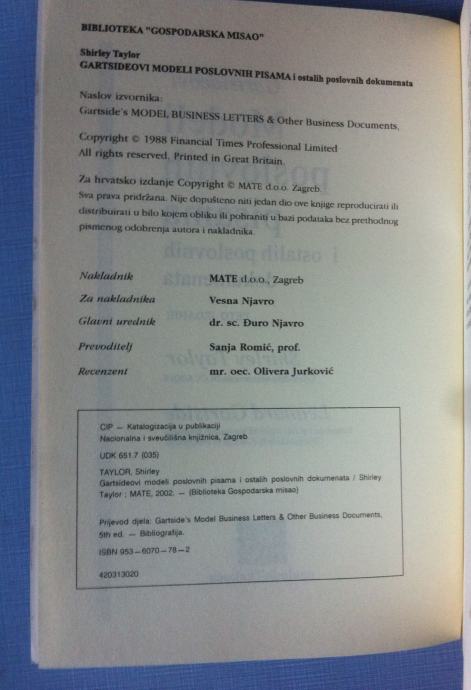 BIBLIOTEKA "GOSPODARSKA MISAO"
Shirley Taylor
GARTSIDEOVI MODELI POSLOVNIH PISAMA i ostalih poslovnih dokumenata
Naslov izvornika:
Gartside's MODEL BUSINESS LETTERS & Other Business Documents,
Copyright © 1988 Financial Times Professional Limited
All rights reserved. Printed in Great Britain.
Za hrvatsko izdanje Copyright © MATE d.o.o. Zagreb.
Sva prava pridržana. Nije dopušteno niti jedan dio ove knjige reproducirati ili
distribuirati u bilo kojem obliku ili pohraniti u bazi podataka bez prethodnog
pismenog odobrenja autora i nakladnika.
Nakladnik MATE d.o.o., Zagreb
Za nakladnika Vesna Njavro
Glavni urednik dr. sc. Đuro Njavro
Prevoditelj Sanja Romić, prof.
Recenzent mr. oec. Olivera Jurković
CIP – Katalogizacija u publikaciji
Nacionalna i sveučilišna knjižnica, Zagreb
UDK 651.7 (035)
TAYLOR, Shirley
Gartsideovi modeli poslovnih pisama i ostalih poslovnih dokumenata / Shirley
Taylor ; MATE, 2002. – (Biblioteka Gospodarska misao)
Prijevod djela: Gartside's Model Business Letters & Other Business Documents,
5th ed. – Bibliografija.
ISBN 953–6070–78–2
420313020